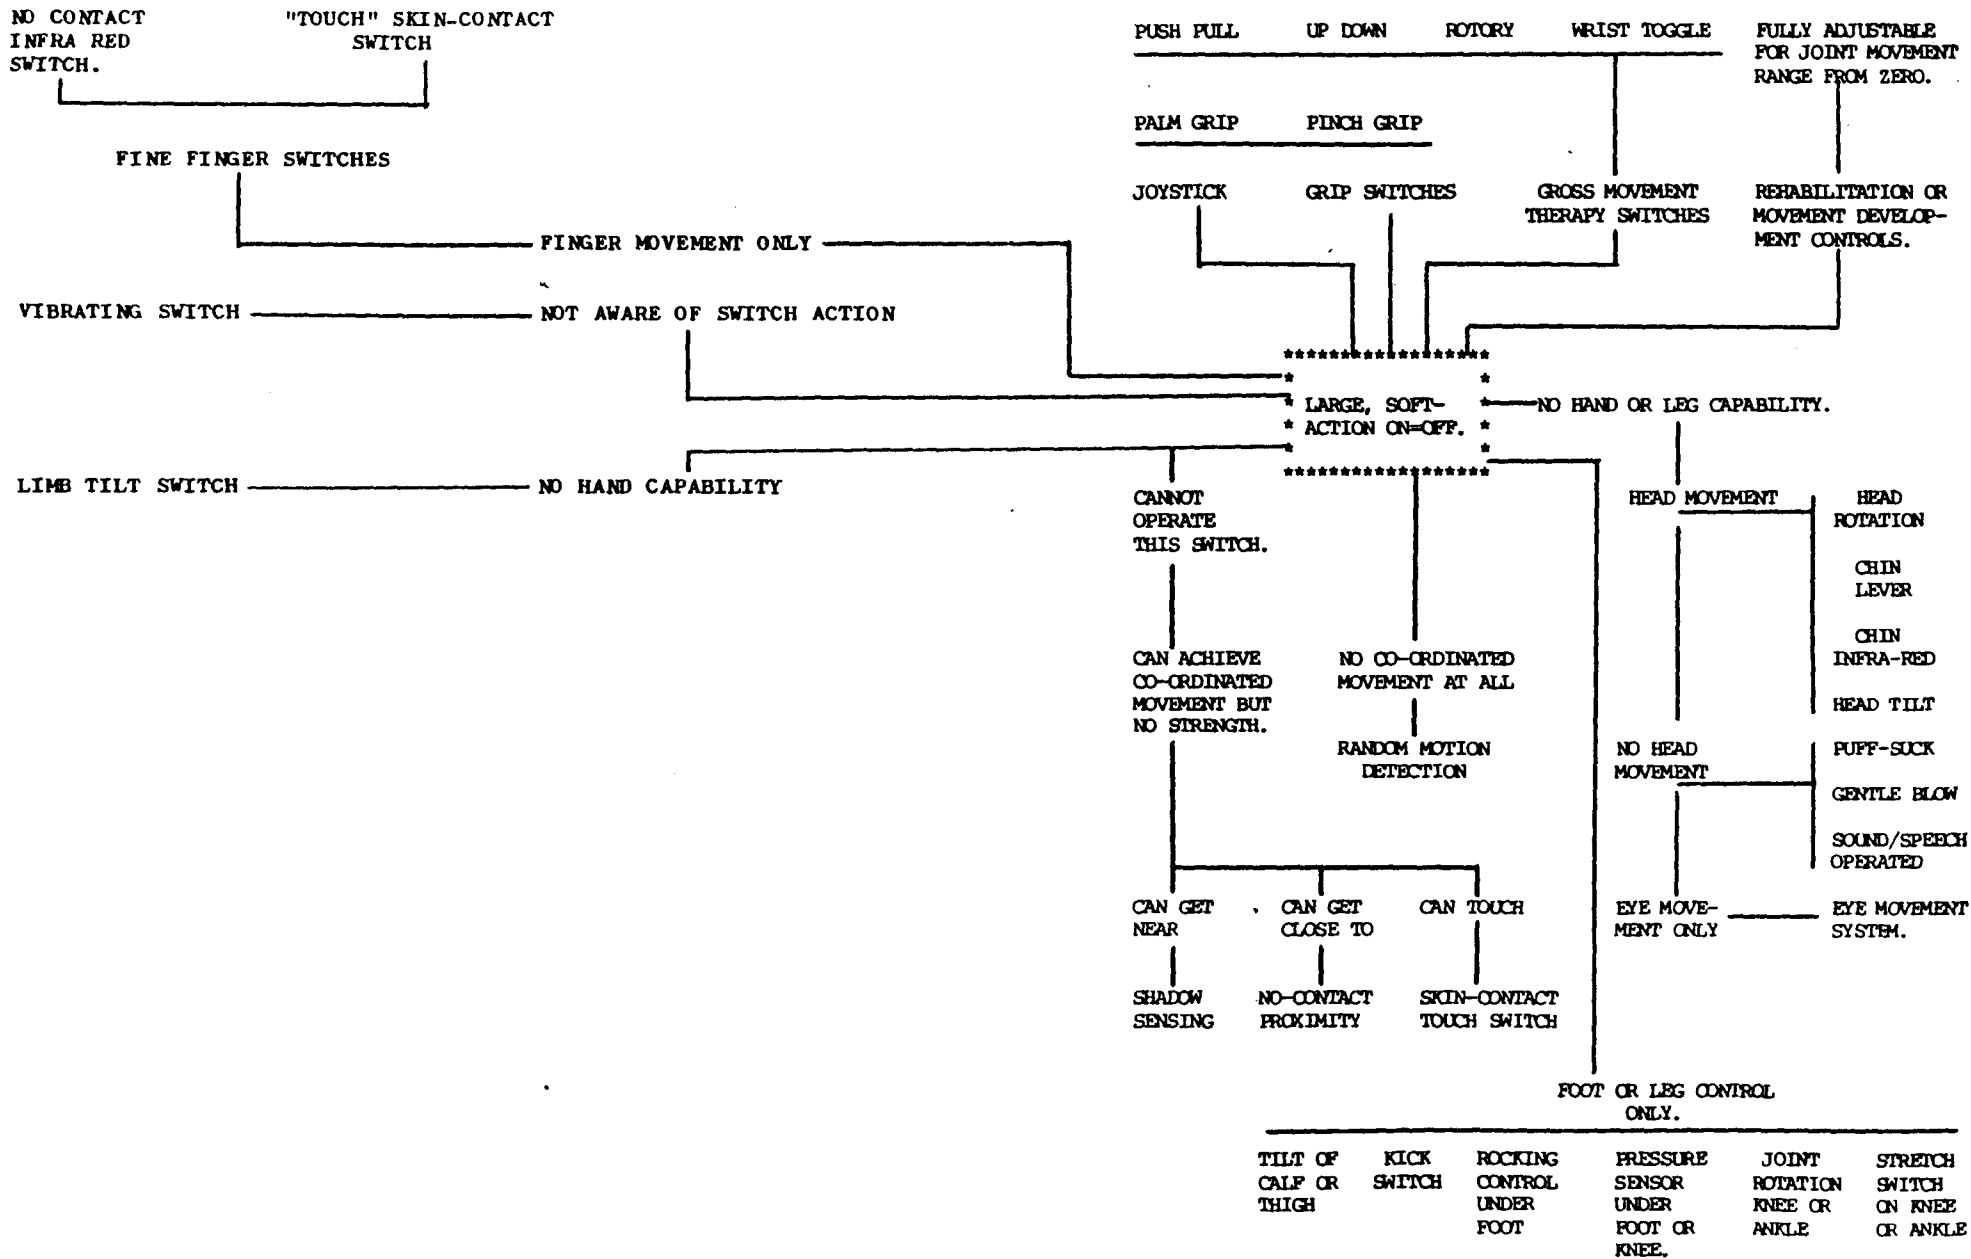 NO CONTACT
INFRA RED
SWITCH.
"TOUCH" SKIN-CONTACT
SWITCH
FINE FINGER SWITCHES
FINGER MOVEMENT ONLY
VIBRATING SWITCH
NOT AWARE OF SWITCH ACTION
LIMB TILT SWITCH
NO HAND CAPABILITY
PUSH PULL
UP DOWN
ROTORY
WRIST TOGGLE
FULLY ADJUSTABLE
FOR JOINT MOVEMENT
RANGE FROM ZERO.
PALM GRIP
PINCH GRIP
JOYSTICK
GRIP SWITCHES
GROSS MOVEMENT
THERAPY SWITCHES
REHABILITATION OR
MOVEMENT DEVELOP-
MENT CONTROLS.
******************
* LARGE, SOFT- *
* ACTION ON=OFF. *
******************
NO HAND OR LEG CAPABILITY.
CANNOT
OPERATE
THIS SWITCH.
CAN ACHIEVE
CO-ORDINATED
MOVEMENT BUT
NO STRENGTH.
NO CO-ORDINATED
MOVEMENT AT ALL
RANDOM MOTION
DETECTION
HEAD MOVEMENT
HEAD
ROTATION
CHIN
LEVER
CHIN
INFRA-RED
HEAD TILT
NO HEAD
MOVEMENT
PUFF-SUCK
GENTLE BLOW
SOUND/SPEECH
OPERATED
EYE MOVE-
MENT ONLY
EYE MOVEMENT
SYSTEM.
CAN GET
NEAR
CAN GET
CLOSE TO
CAN TOUCH
SHADOW
SENSING
NO-CONTACT
PROXIMITY
SKIN-CONTACT
TOUCH SWITCH
FOOT OR LEG CONTROL
ONLY.
TILT OF
CALF OR
THIGH
KICK
SWITCH
ROCKING
CONTROL
UNDER
FOOT
PRESSURE
SENSOR
UNDER
FOOT OR
KNEE.
JOINT
ROTATION
KNEE OR
ANKLE
STRETCH
SWITCH
ON KNEE
OR ANKLE